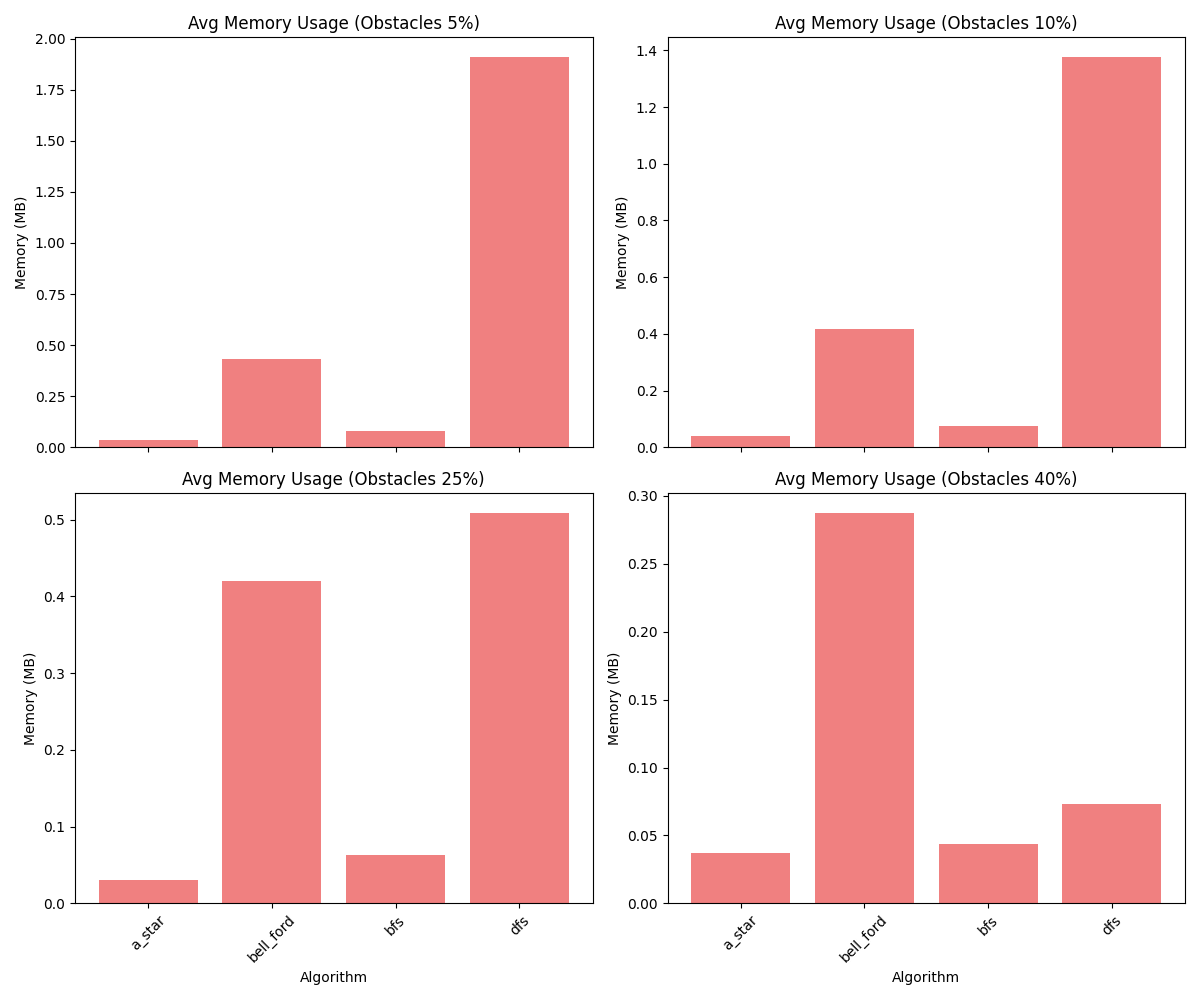 Avg Memory Usage (Obstacles 5%)
2.00
1.75
1.50
1.25
1.00
0.75
0.50
0.25
0.00
Memory (MB)
Avg Memory Usage (Obstacles 10%)
1.4
1.2
1.0
0.8
0.6
0.4
0.2
0.0
Memory (MB)
Avg Memory Usage (Obstacles 25%)
0.5
0.4
0.3
0.2
0.1
0.0
Memory (MB)
a_star
bell_ford
bfs
dfs
Algorithm
Avg Memory Usage (Obstacles 40%)
0.30
0.25
0.20
0.15
0.10
0.05
0.00
Memory (MB)
a_star
bell_ford
bfs
dfs
Algorithm